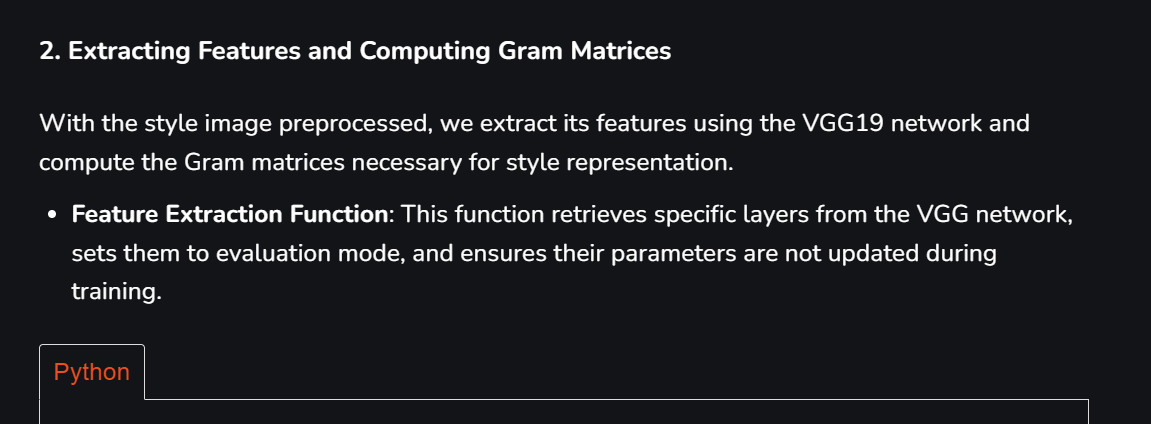 2. Extracting Features and Computing Gram Matrices
With the style image preprocessed, we extract its features using the VGG19 network and
compute the Gram matrices necessary for style representation.
• Feature Extraction Function: This function retrieves specific layers from the VGG network,
sets them to evaluation mode, and ensures their parameters are not updated during
training.
Python